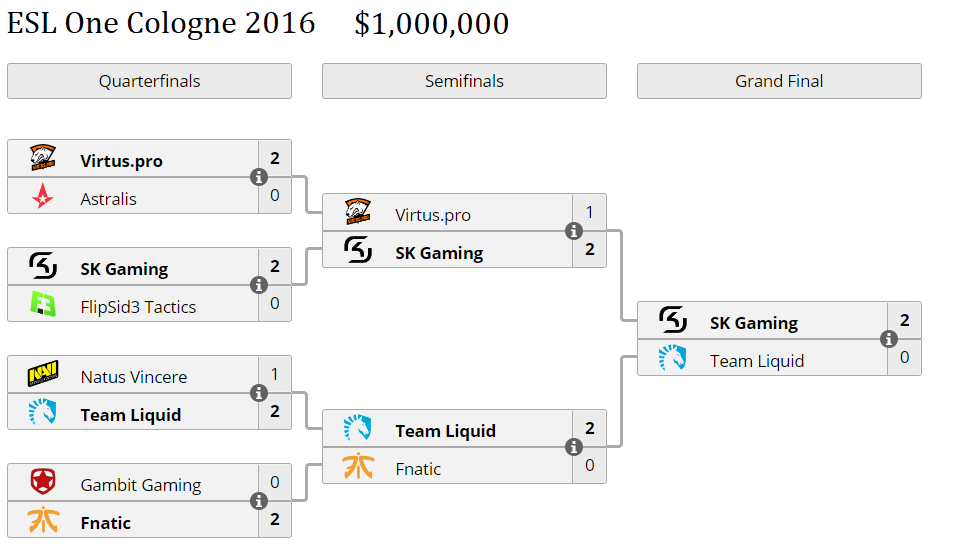 ESL One Cologne 2016 $1,000,000
Quarterfinals
Semifinals
Grand Final
Virtus.pro 2
Astralis 0
SK Gaming 2
FlipSid3 Tactics 0
Natus Vincere 1
Team Liquid 2
Gambit Gaming 0
Fnatic 2
Virtus.pro 1
SK Gaming 2
Team Liquid 2
Fnatic 0
SK Gaming 2
Team Liquid 0